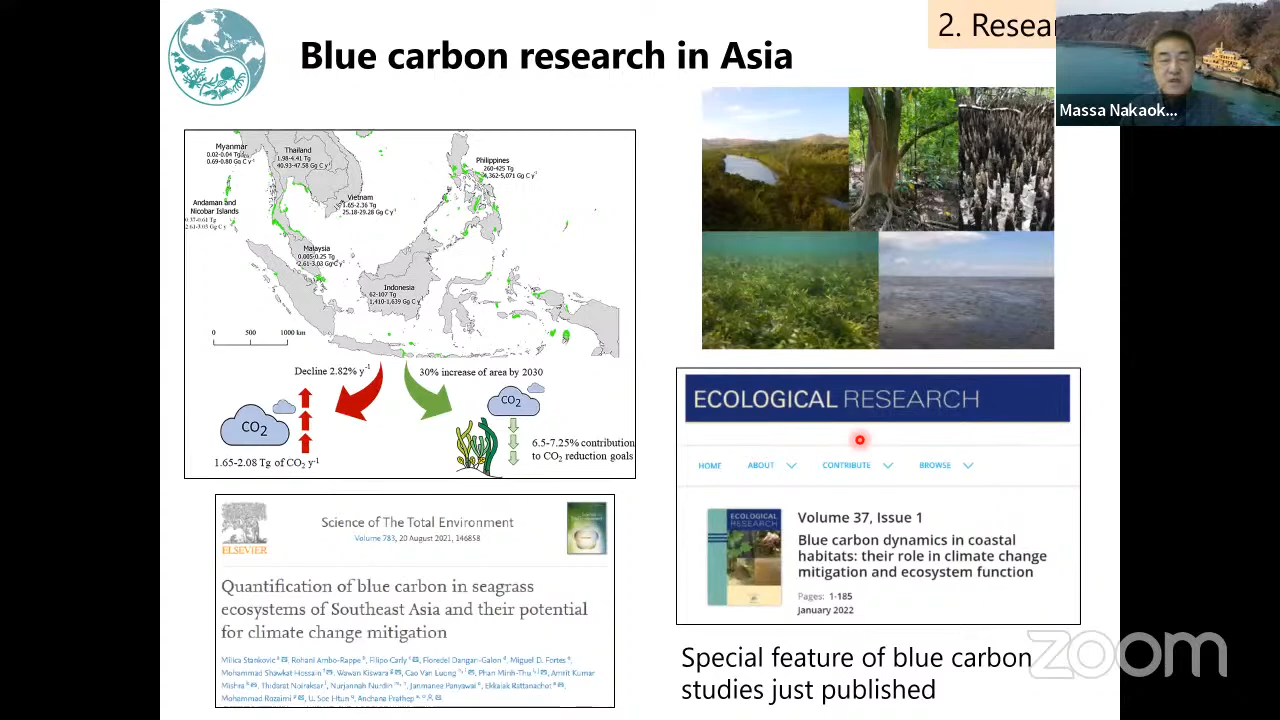 Blue carbon research in Asia
2. Resear
Massa Nakaok...
Myanmar
0.02-0.04 Tg
0.69-0.80 Gg C y⁻¹
Thailand
1.98-4.41 Tg
40.93-47.58 Gg C y⁻¹
Philippines
260-425 Tg
Vietnam
1.65-2.36 Tg
25.18-29.28 Gg C y⁻¹
Andaman and
Nicobar Islands
0.37-0.61 Tg
2.61-3.03 Gg C y
Malaysia
0.005-0.25 Tg
2.61-3.03 Gg C y⁻¹
Indonesia
62-107 Tg
1,410-1,639 Gg C y⁻¹
0 500 1000 km
Decline 2.82% y⁻¹
30% increase of area by 2030
CO₂
CO₂
6.5-7.25% contribution
to CO₂ reduction goals
1.65-2.08 Tg of CO₂ y⁻¹
ELSEVIER
Science of The Total Environment
Volume 783, 20 August 2021, 146858
Quantification of blue carbon in seagrass
ecosystems of Southeast Asia and their potential
for climate change mitigation
Milica Stankovic, Rohani Ambo-Rappe, Filipo Carly, Floredel Dangan-Galon, Miguel D. Fortes,
Mohammad Shawkat Hossain, Wawan Kiswara, Cao Van Luong, Phan Minh-Thu, Amrit Kumar
Mishra, Thidarat Noiraksar, Nurjannah Nurdin, Janmanee Panyawai, Ekkalak Rattanachot,
Mohammad Rozaimi, U. Soe Htun, Anchana Prathep
ECOLOGICAL RESEARCH
HOME ABOUT CONTRIBUTE BROWSE
ECOLOGICAL
RESEARCH
Volume 37, Issue 1
Blue carbon dynamics in coastal
habitats: their role in climate change
mitigation and ecosystem function
Pages: 1-185
January 2022
Special feature of blue carbon
studies just published
zoom